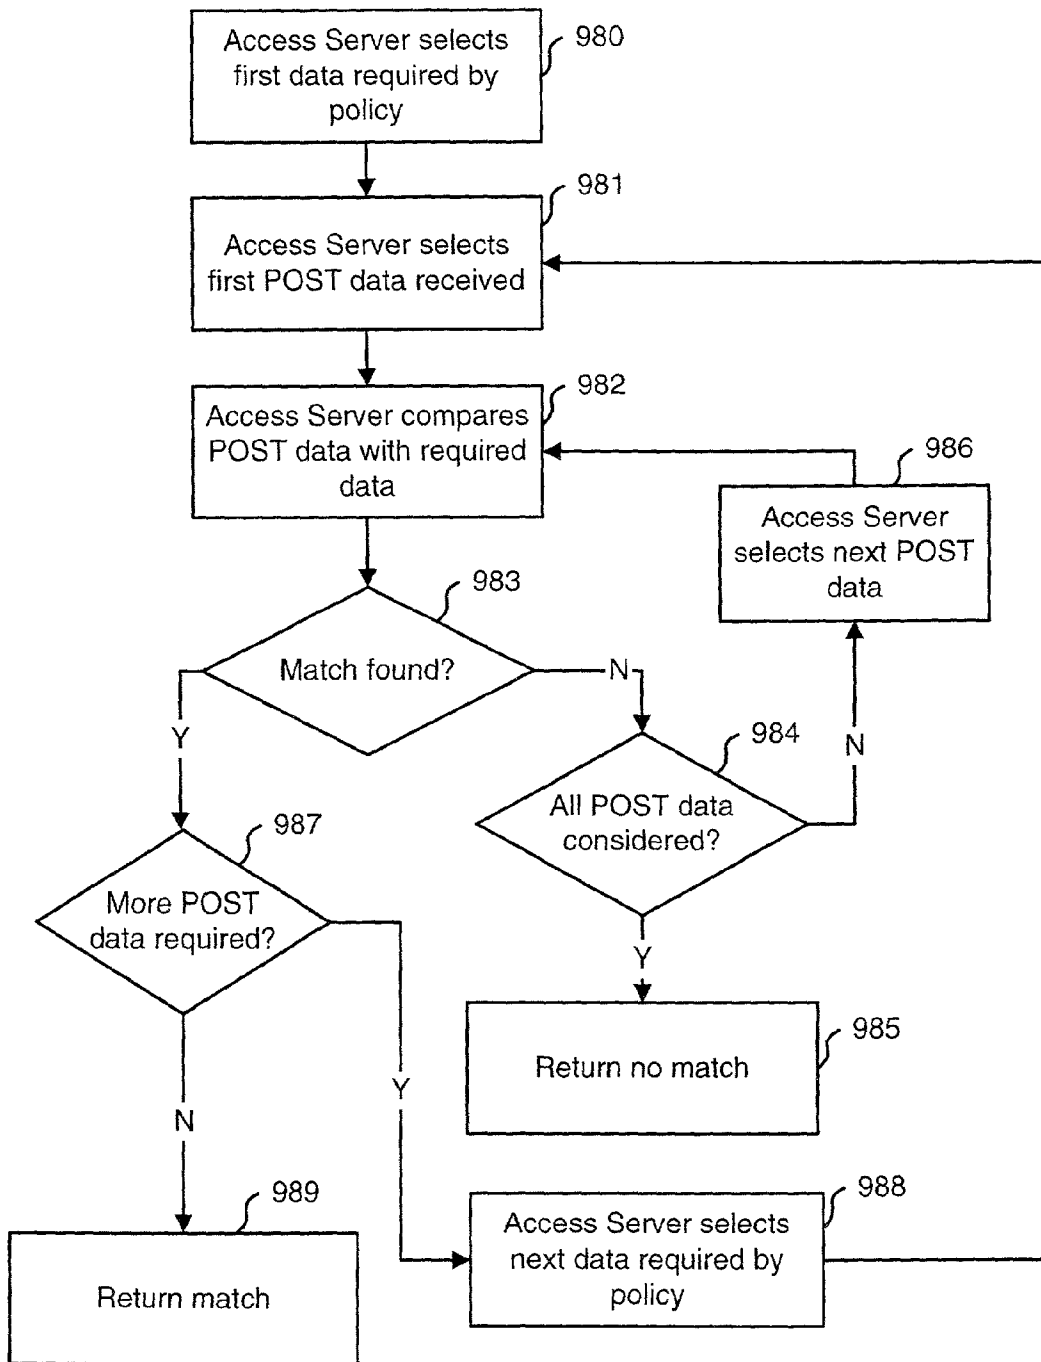 Access Server selects
first data required by
policy
980
981
Access Server selects
first POST data received
982
Access Server compares
POST data with required
data
986
Access Server
selects next POST
data
983
Match found?
N
Y
984
All POST data
considered?
N
987
More POST
data required?
Y
985
Return no match
Y
N
988
Access Server selects
next data required by
policy
989
Return match